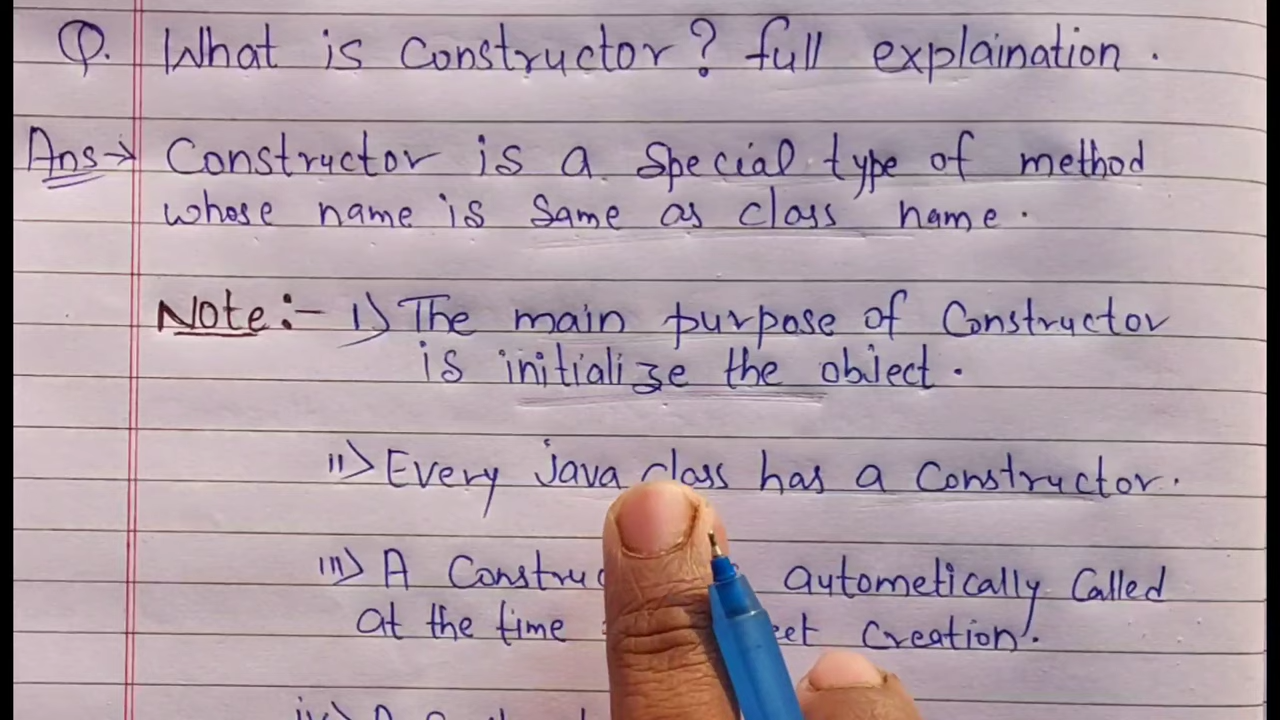 Q. What is Constructor? full explaination.
Ans→ Constructor is a special type of method
whose name is same as class name.
Note:- i) The main purpose of Constructor
is initialize the object.
ii) Every java class has a Constructor.
iii) A autometically Called
at the time Creation.